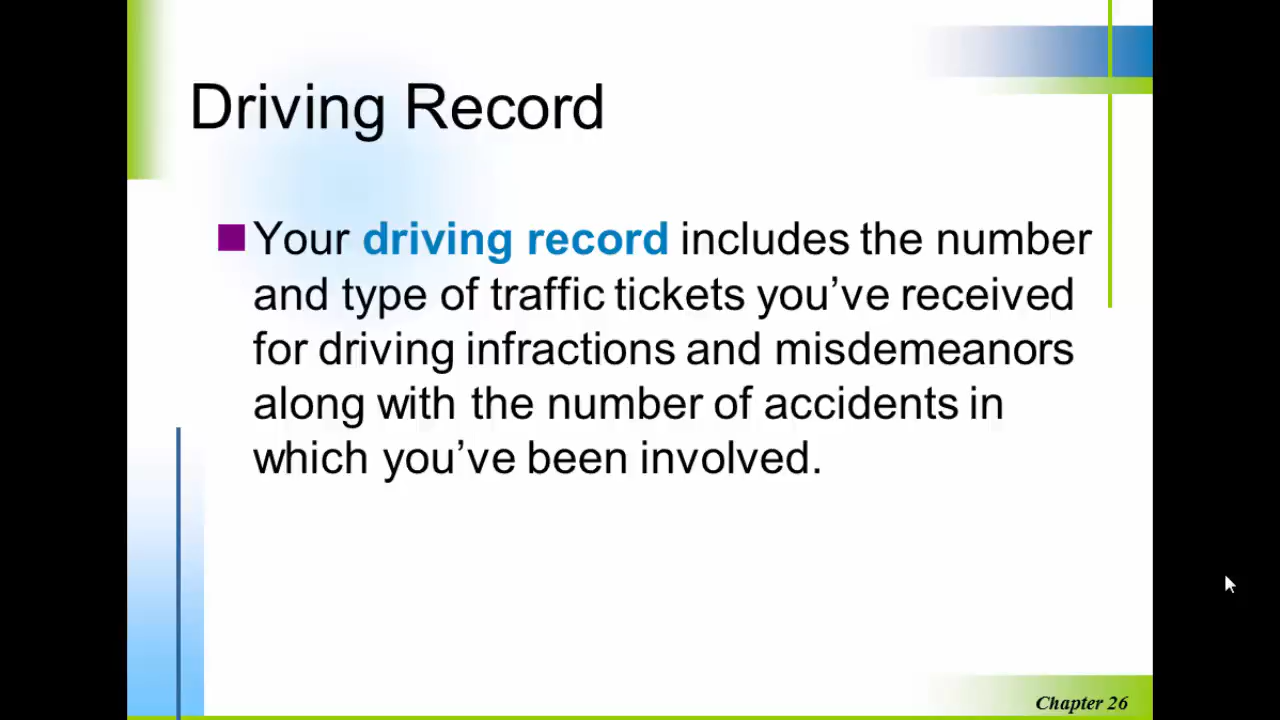 Driving Record
Your driving record includes the number
and type of traffic tickets you’ve received
for driving infractions and misdemeanors
along with the number of accidents in
which you’ve been involved.
Chapter 26